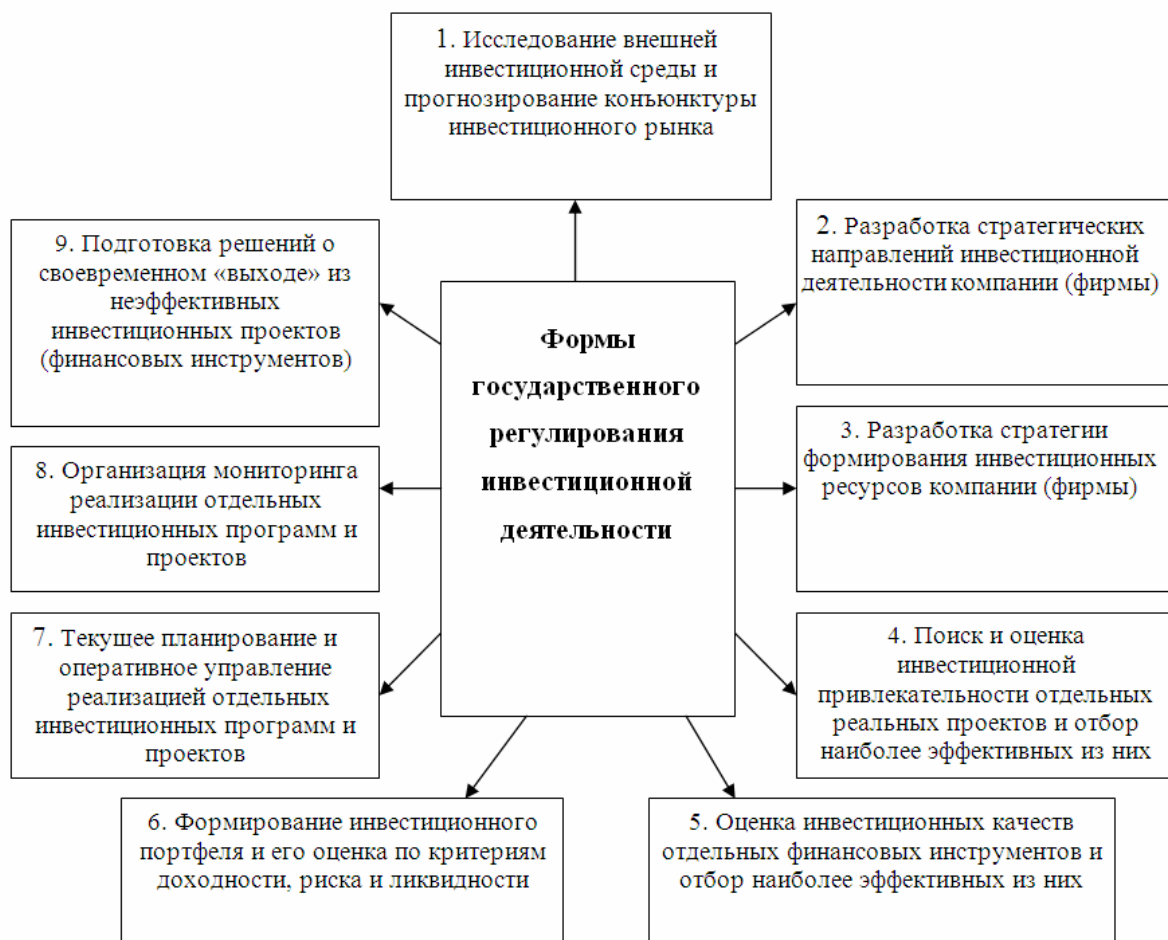 1. Исследование внешней
инвестиционной среды и
прогнозирование конъюнктуры
инвестиционного рынка
9. Подготовка решений о
своевременном «выходе» из
неэффективных
инвестиционных проектов
(финансовых инструментов)
2. Разработка стратегических
направлений инвестиционной
деятельности компании (фирмы)
Формы
государственного
регулирования
инвестиционной
деятельности
3. Разработка стратегии
формирования инвестиционных
ресурсов компании (фирмы)
8. Организация мониторинга
реализации отдельных
инвестиционных программ и
проектов
7. Текущее планирование и
оперативное управление
реализацией отдельных
инвестиционных программ и
проектов
4. Поиск и оценка
инвестиционной
привлекательности отдельных
реальных проектов и отбор
наиболее эффективных из них
6. Формирование инвестиционного
портфеля и его оценка по критериям
доходности, риска и ликвидности
5. Оценка инвестиционных качеств
отдельных финансовых инструментов и
отбор наиболее эффективных из них